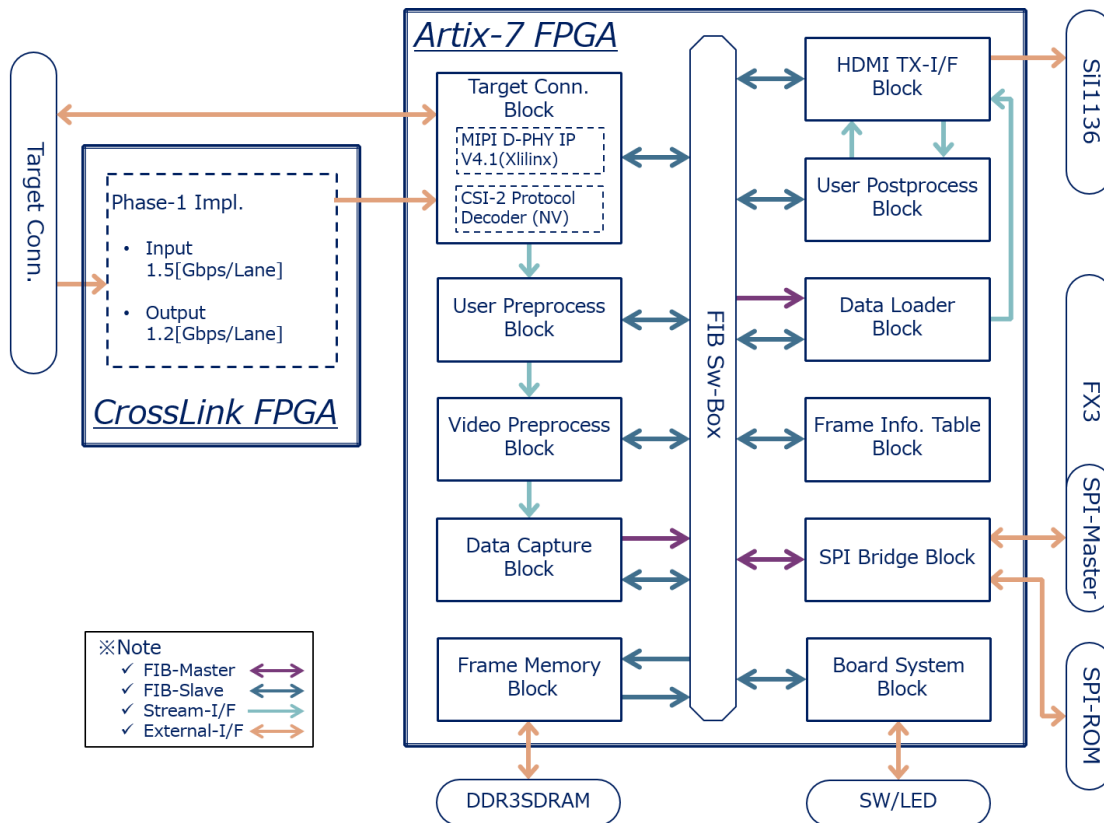 Artix-7 FPGA
Target Conn.
Target Conn.
Block
MIPI D-PHY IP
V4.1(Xlilinx)
CSI-2 Protocol
Decoder (NV)
Phase-1 Impl.
• Input
1.5[Gbps/Lane]
• Output
1.2[Gbps/Lane]
CrossLink FPGA
User Preprocess
Block
Video Preprocess
Block
Data Capture
Block
Frame Memory
Block
FIB Sw-Box
HDMI TX-I/F
Block
User Postprocess
Block
Data Loader
Block
Frame Info. Table
Block
SPI Bridge Block
Board System
Block
SiI1136
FX3
SPI-Master
SPI-ROM
DDR3SDRAM
SW/LED
※Note
✓ FIB-Master
✓ FIB-Slave
✓ Stream-I/F
✓ External-I/F